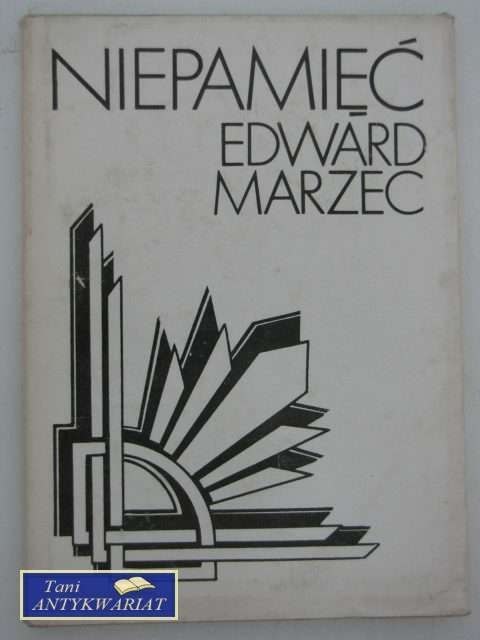 NIEPAMIĘĆ
EDWARD
MARZEC
Tani
ANTYKWARIAT